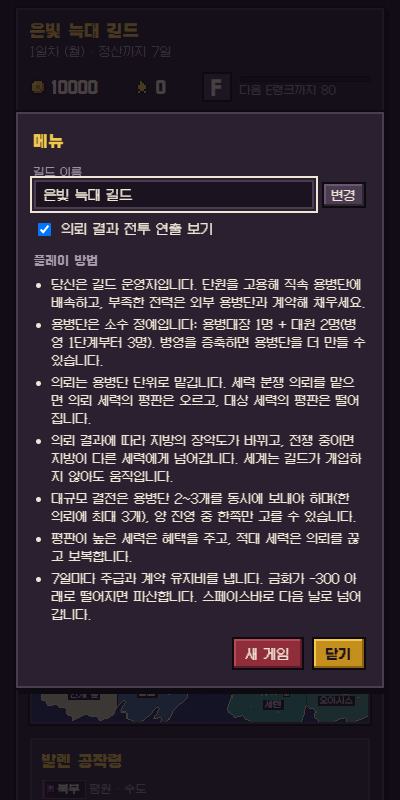 은빛 늑대 길드
1일차 (월) · 정산까지 7일
10000
0
F
다음 E랭크까지 80
메뉴
길드 이름
은빛 늑대 길드
변경
의뢰 결과 전투 연출 보기
플레이 방법
당신은 길드 운영자입니다. 단원을 고용해 직속 용병단에
배속하고, 부족한 전력은 외부 용병단과 계약해 채우세요.
용병단은 소수 정예입니다: 용병대장 1명 + 대원 2명(병
영 1단계부터 3명). 병영을 증축하면 용병단을 더 만들 수
있습니다.
의뢰는 용병단 단위로 맡깁니다. 세력 분쟁 의뢰를 맡으
면 의뢰 세력의 평판은 오르고, 대상 세력의 평판은 떨어
집니다.
의뢰 결과에 따라 지방의 장악도가 바뀌고, 전쟁 중이면
지방이 다른 세력에게 넘어갑니다. 세계는 길드가 개입하
지 않아도 움직입니다.
대규모 결전은 용병단 2~3개를 동시에 보내야 하며(한
의뢰에 최대 3개), 양 진영 중 한쪽만 고를 수 있습니다.
평판이 높은 세력은 혜택을 주고, 적대 세력은 의뢰를 끊
고 보복합니다.
7일마다 주급과 계약 유지비를 냅니다. 금화가 -300 아
래로 떨어지면 파산합니다. 스페이스바로 다음 날로 넘어
갑니다.
새 게임
닫기
세덴
오아시스
발렌 공작령
북부
평원 · 수도